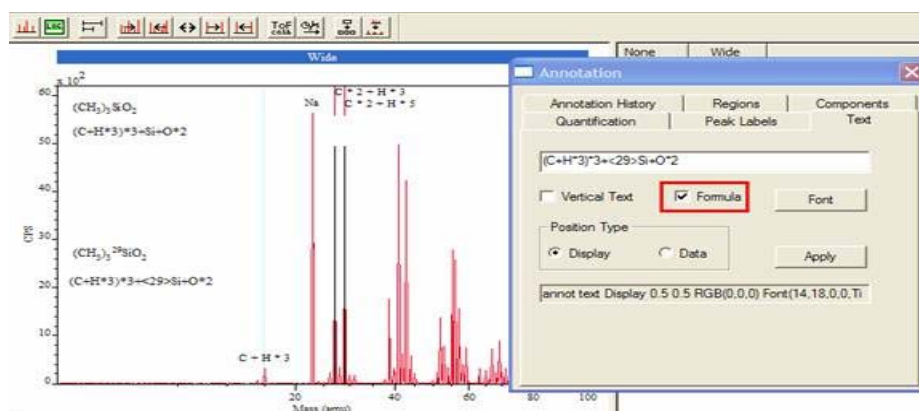 None Wide
Wide
Annotation
Annotation History Regions Components
Quantification Peak Labels Text
(C+H*3)*3+<29>Si+O*2
Vertical Text Formula Font
Position Type
Display Data Apply
annot text Display 0.5 0.5 RGB(0,0,0) Font(14,18,0,0,Ti
x 10²
60
50
40
30
20
10
0
CPS
(CH₃)₃SiO₂
(C+H*3)*3+Si+O*2
(CH₃)₃²⁹SiO₂
(C+H*3)*3+<29>Si+O*2
Na
C * 2 + H * 3
C * 2 + H * 5
C + H * 3
20 40 60 80 100
Mass (amu)